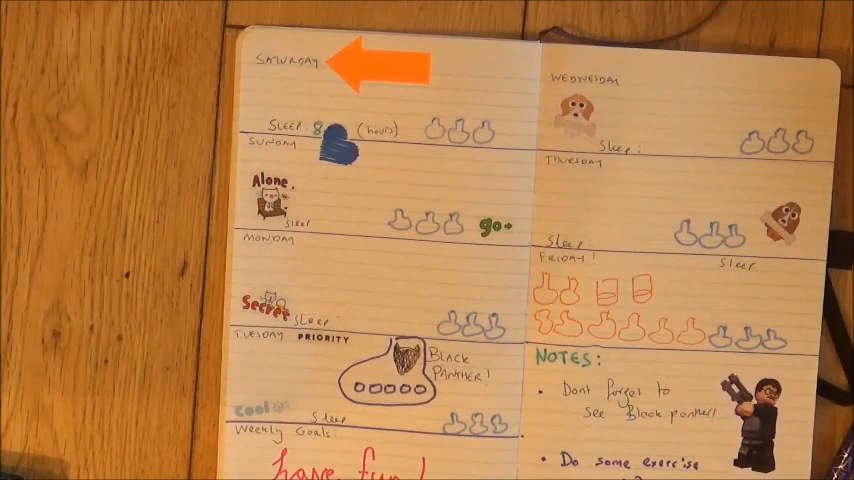 SATURDAY
SLEEP: 8 (hours)
SUNDAY
Alone.
SLEEP
go→
MONDAY
Secret
SLEEP:
TUESDAY PRIORITY
BLACK
PANTHER!
cool
Sleep
Weekly Goals:
have fun!
WEDNESDAY
Sleep:
THURSDAY
Sleep:
Sleep
FRIDAY!
NOTES:
• Dont forget to
see Black panther!
• Do some exercise